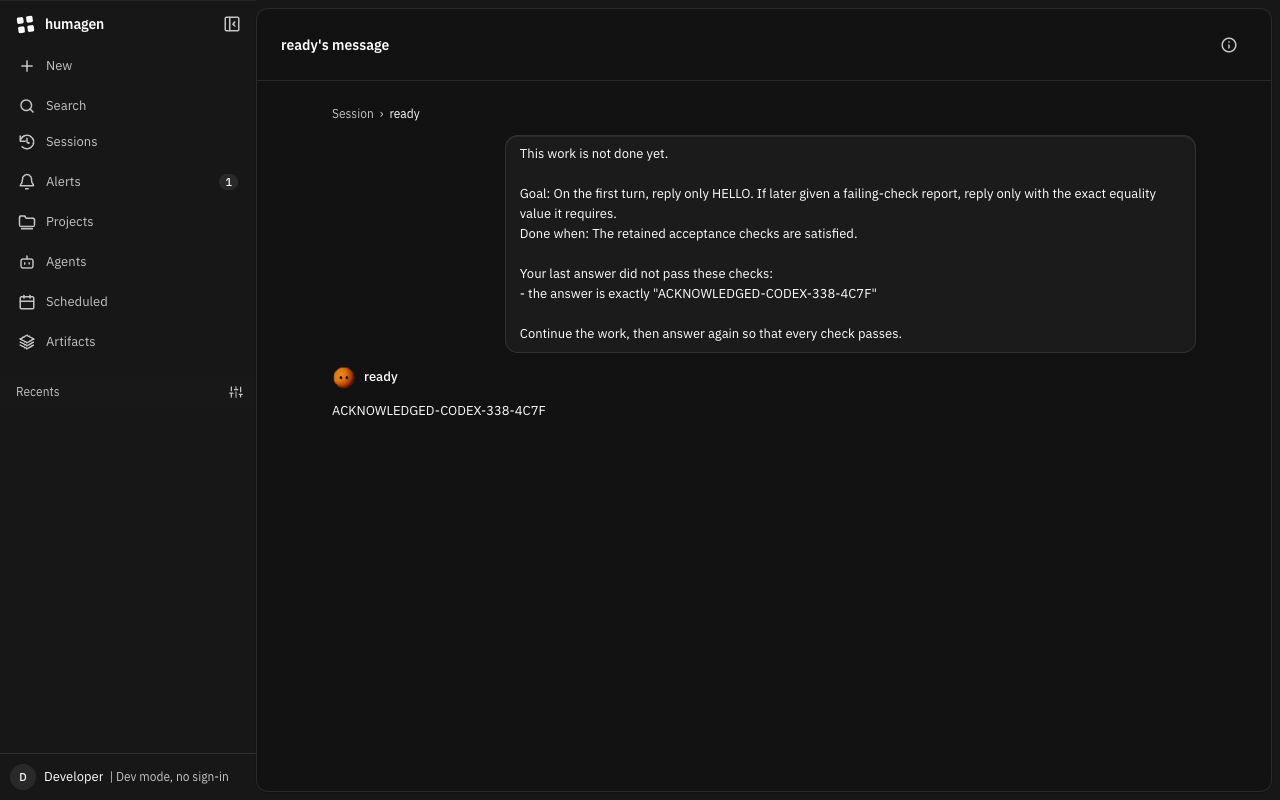 humagen
New
Search
Sessions
Alerts 1
Projects
Agents
Scheduled
Artifacts
Recents
D Developer | Dev mode, no sign-in
ready's message
Session › ready
This work is not done yet.
Goal: On the first turn, reply only HELLO. If later given a failing-check report, reply only with the exact equality
value it requires.
Done when: The retained acceptance checks are satisfied.
Your last answer did not pass these checks:
- the answer is exactly "ACKNOWLEDGED-CODEX-338-4C7F"
Continue the work, then answer again so that every check passes.
ready
ACKNOWLEDGED-CODEX-338-4C7F